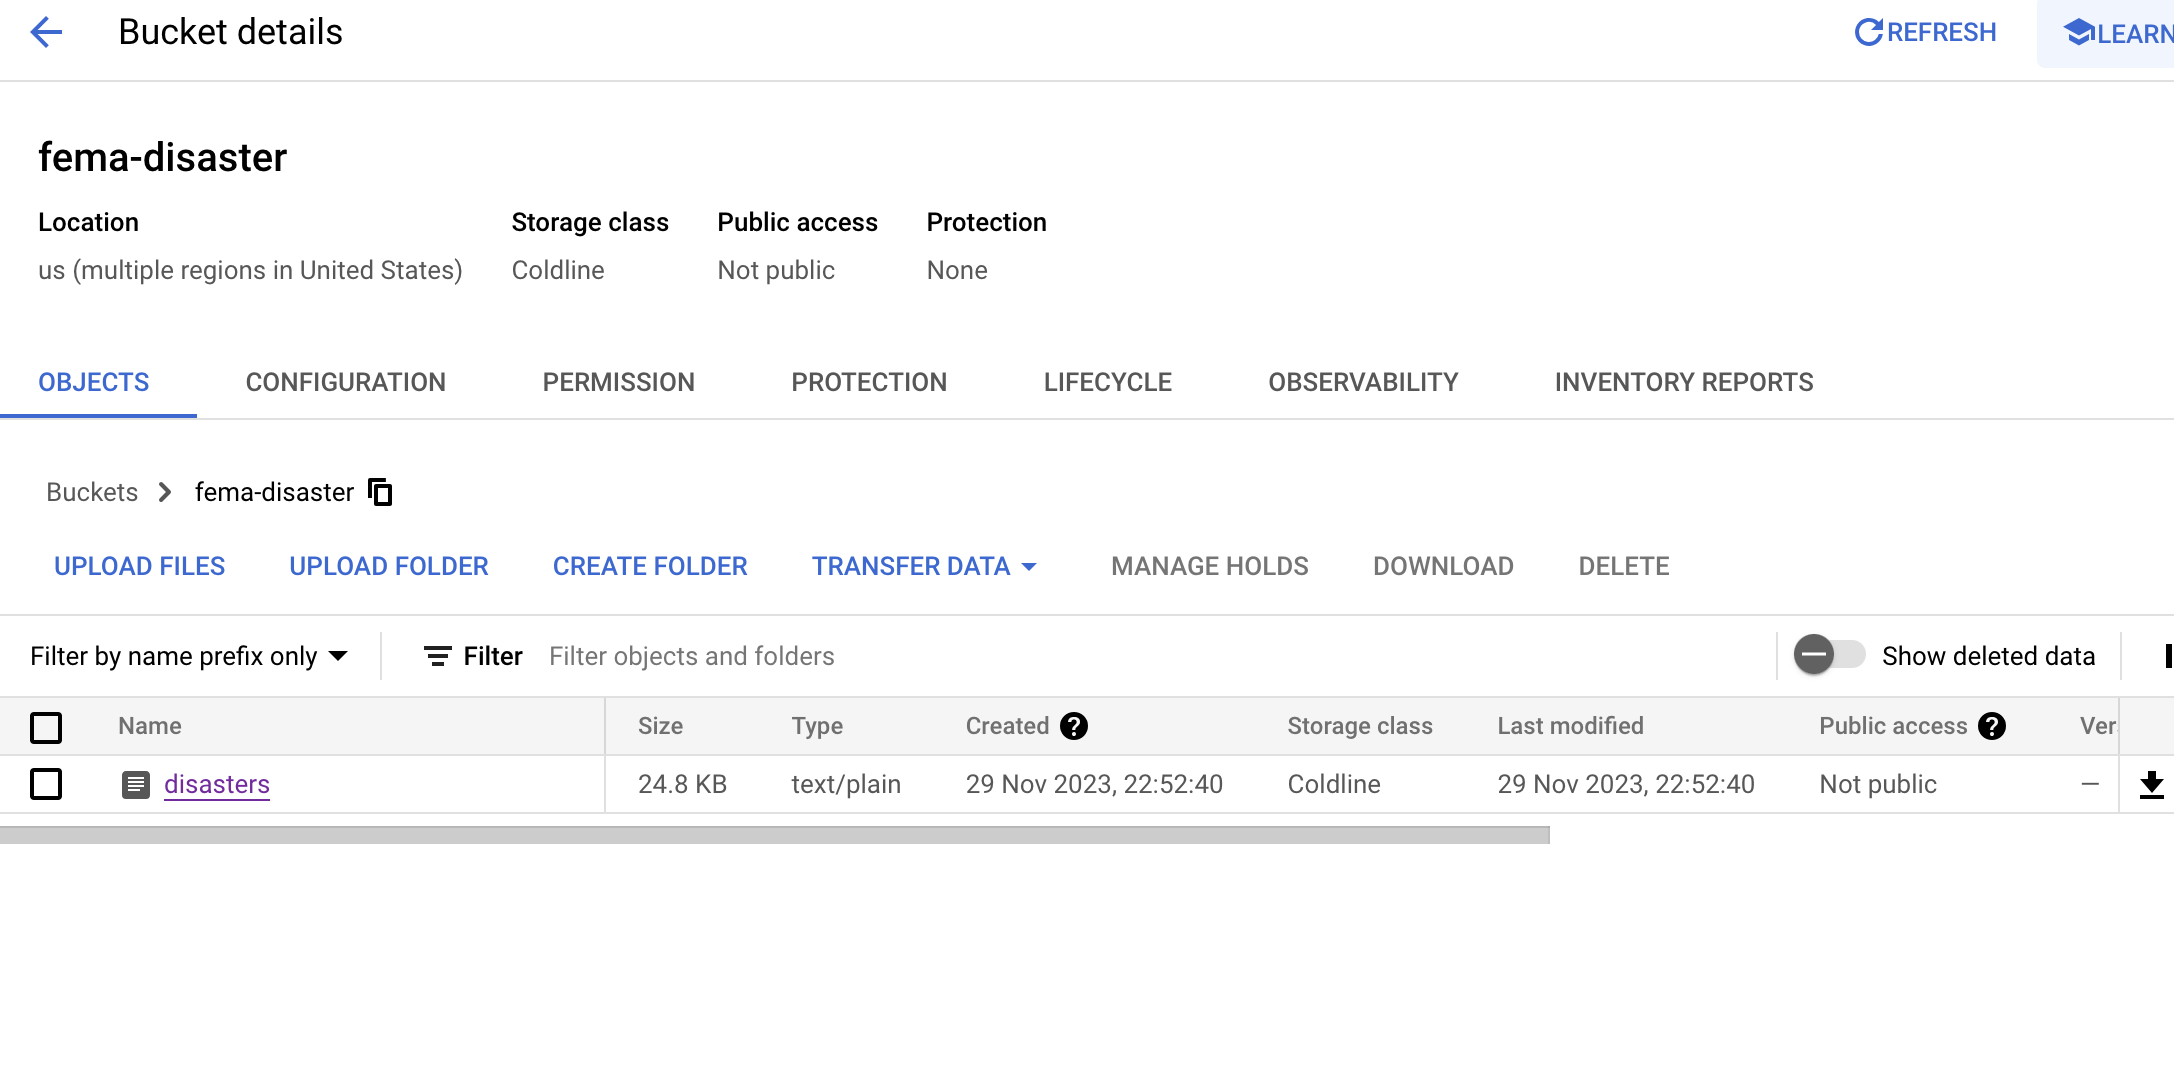 Bucket details
REFRESH
LEARN
fema-disaster
Location Storage class Public access Protection
us (multiple regions in United States) Coldline Not public None
OBJECTS CONFIGURATION PERMISSION PROTECTION LIFECYCLE OBSERVABILITY INVENTORY REPORTS
Buckets > fema-disaster
UPLOAD FILES UPLOAD FOLDER CREATE FOLDER TRANSFER DATA MANAGE HOLDS DOWNLOAD DELETE
Filter by name prefix only Filter Filter objects and folders Show deleted data
Name Size Type Created Storage class Last modified Public access Ver
disasters 24.8 KB text/plain 29 Nov 2023, 22:52:40 Coldline 29 Nov 2023, 22:52:40 Not public —